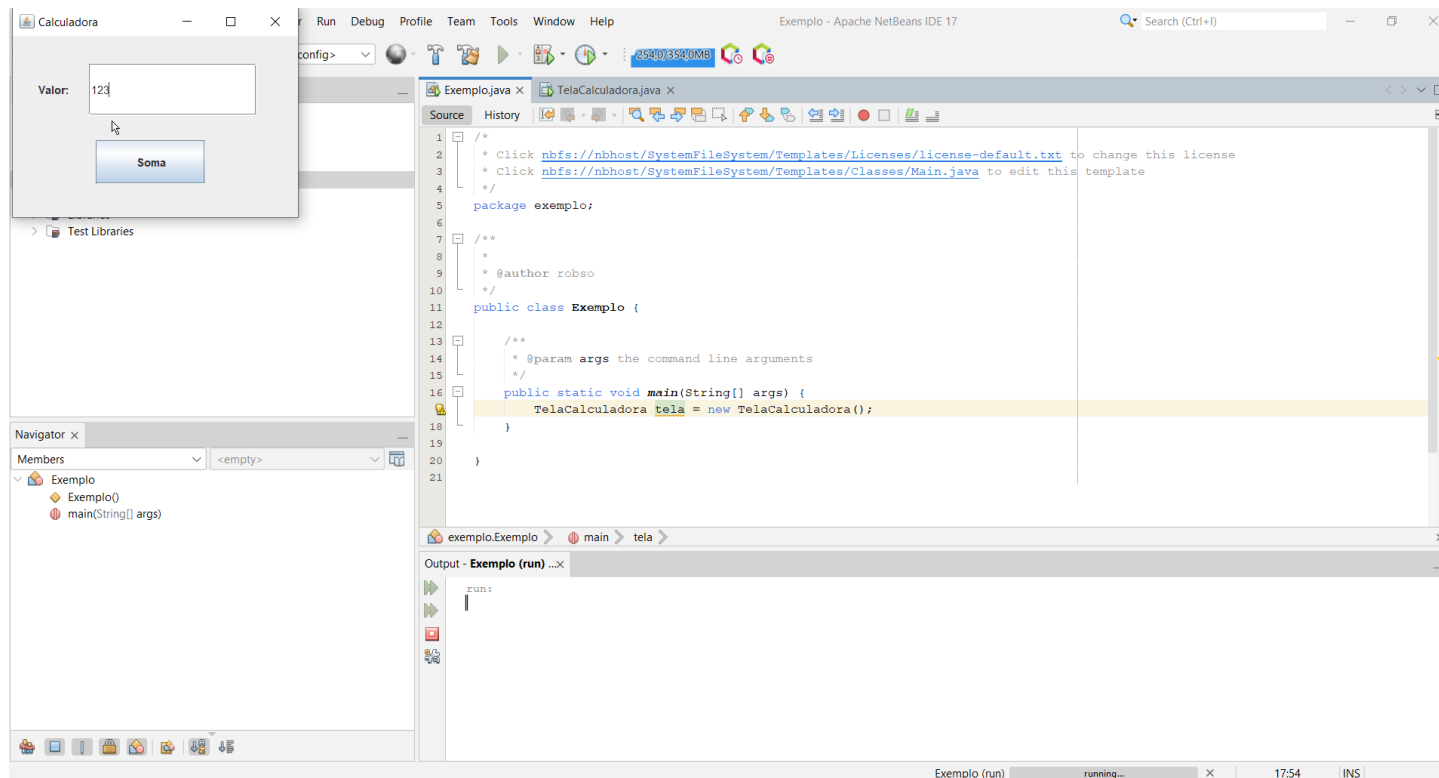 Calculadora
Valor:
123
Soma
Run Debug Profile Team Tools Window Help
Exemplo - Apache NetBeans IDE 17
Search (Ctrl+I)
config>
254,0/354,0MB
Test Libraries
Exemplo.java
TelaCalculadora.java
Source History
1 /*
2 * Click nbfs://nbhost/SystemFileSystem/Templates/Licenses/license-default.txt to change this license
3 * Click nbfs://nbhost/SystemFileSystem/Templates/Classes/Main.java to edit this template
4 */
5 package exemplo;
6
7 /**
8 *
9 * @author robso
10 */
11 public class Exemplo {
12
13 /**
14 * @param args the command line arguments
15 */
16 public static void main(String[] args) {
TelaCalculadora tela = new TelaCalculadora();
18 }
19
20 }
21
exemplo.Exemplo main tela
Navigator
Members
<empty>
Exemplo
Exemplo()
main(String[] args)
Output - Exemplo (run) ...
run:
Exemplo (run)
running...
17:54
INS